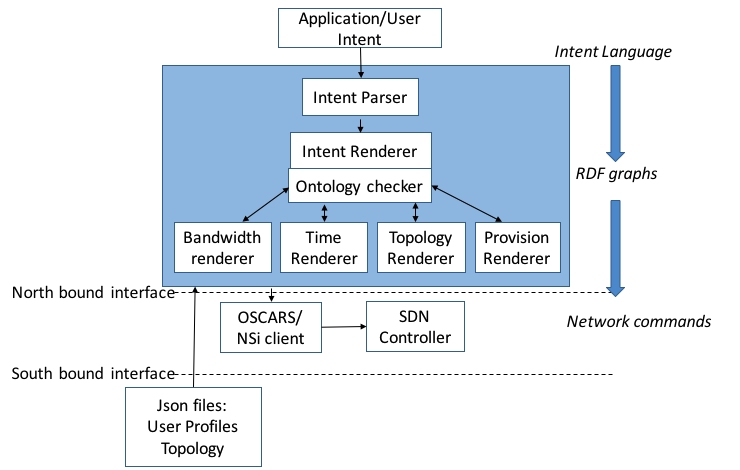 Application/User
Intent
Intent Language
Intent Parser
Intent Renderer
RDF graphs
Ontology checker
Bandwidth
renderer
Time
Renderer
Topology
Renderer
Provision
Renderer
North bound interface
OSCARS/
NSi client
SDN
Controller
Network commands
South bound interface
Json files:
User Profiles
Topology